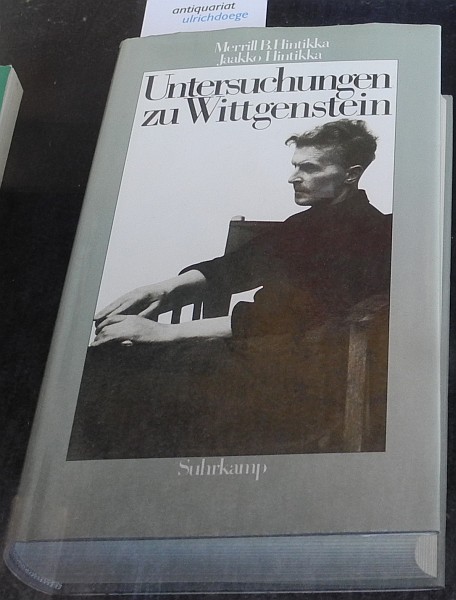 antiquariat
ulrichdoege
Merrill B. Hintikka
Jaakko Hintikka
Untersuchungen
zu Wittgenstein
Suhrkamp